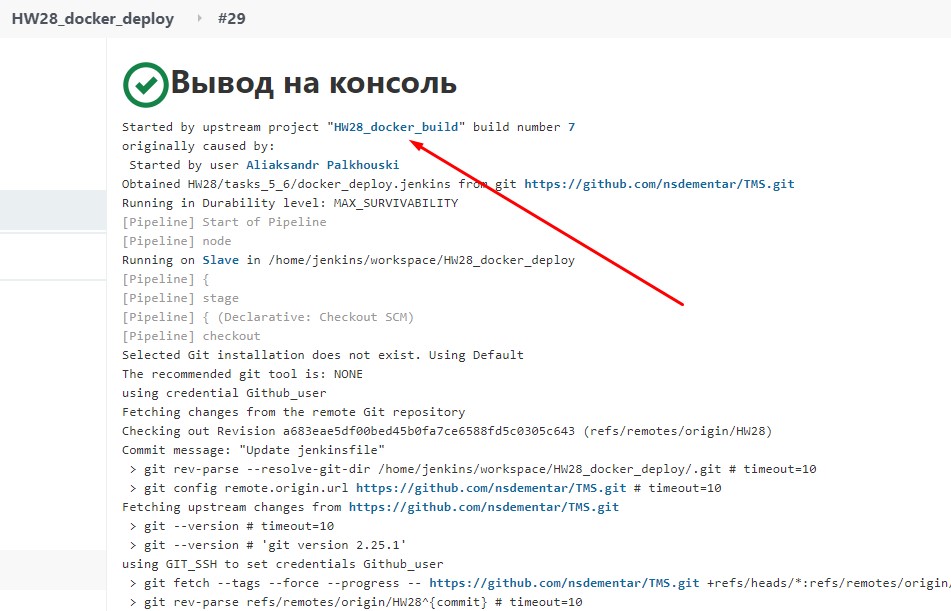 HW28_docker_deploy › #29
Вывод на консоль
Started by upstream project "HW28_docker_build" build number 7
originally caused by:
Started by user Aliaksandr Palkhouski
Obtained HW28/tasks_5_6/docker_deploy.jenkins from git https://github.com/nsdementar/TMS.git
Running in Durability level: MAX_SURVIVABILITY
[Pipeline] Start of Pipeline
[Pipeline] node
Running on Slave in /home/jenkins/workspace/HW28_docker_deploy
[Pipeline] {
[Pipeline] stage
[Pipeline] { (Declarative: Checkout SCM)
[Pipeline] checkout
Selected Git installation does not exist. Using Default
The recommended git tool is: NONE
using credential Github_user
Fetching changes from the remote Git repository
Checking out Revision a683eae5df00bed45b0fa7ce6588fd5c0305c643 (refs/remotes/origin/HW28)
Commit message: "Update jenkinsfile"
> git rev-parse --resolve-git-dir /home/jenkins/workspace/HW28_docker_deploy/.git # timeout=10
> git config remote.origin.url https://github.com/nsdementar/TMS.git # timeout=10
Fetching upstream changes from https://github.com/nsdementar/TMS.git
> git --version # timeout=10
> git --version # 'git version 2.25.1'
using GIT_SSH to set credentials Github_user
> git fetch --tags --force --progress -- https://github.com/nsdementar/TMS.git +refs/heads/*:refs/remotes/origin/
> git rev-parse refs/remotes/origin/HW28^{commit} # timeout=10